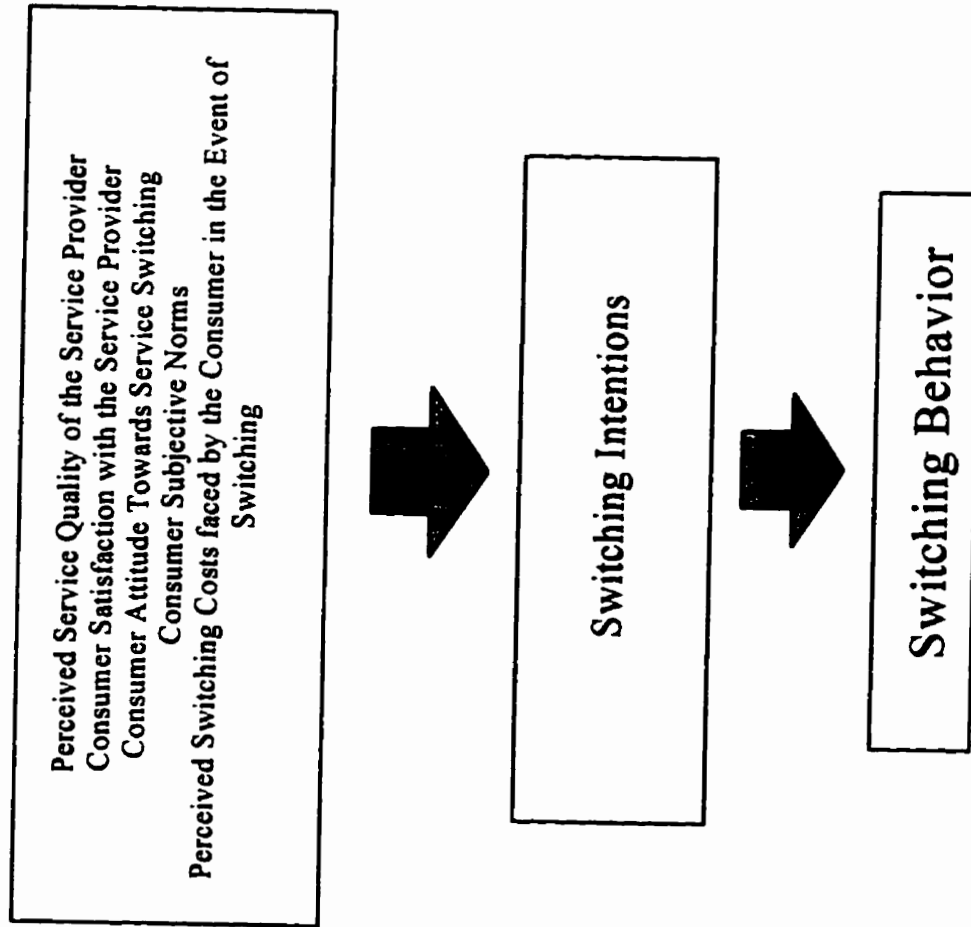 Perceived Service Quality of the Service Provider
Consumer Satisfaction with the Service Provider
Consumer Attitude Towards Service Switching
Consumer Subjective Norms
Perceived Switching Costs faced by the Consumer in the Event of
Switching
Switching Intentions
Switching Behavior